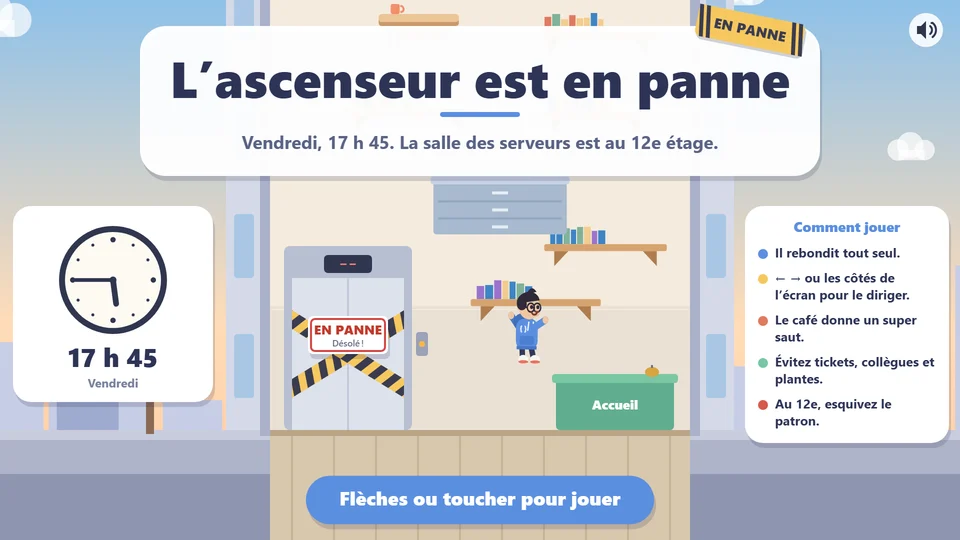 EN PANNE
L’ascenseur est en panne
Vendredi, 17 h 45. La salle des serveurs est au 12e étage.
17 h 45
Vendredi
EN PANNE
Désolé !
Accueil
Comment jouer
Il rebondit tout seul.
← → ou les côtés de
l’écran pour le diriger.
Le café donne un super
saut.
Évitez tickets, collègues et
plantes.
Au 12e, esquivez le
patron.
Flèches ou toucher pour jouer